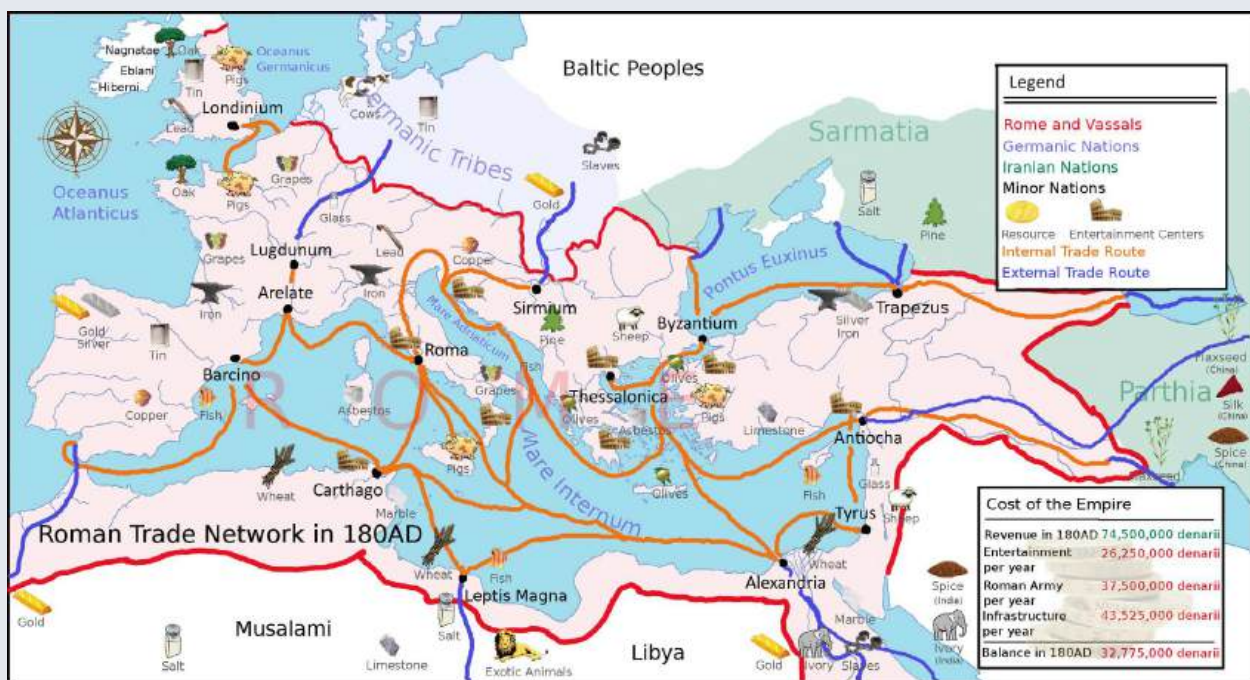 Nagnatae
Eblani
Hiberni
Oak
Tin
Pigs
Oceanus
Germanicus
Londinium
Lead
Oak
Pigs
Grapes
Oceanus
Atlanticus
Cows
Tin
Germanic Tribes
Baltic Peoples
Slaves
Gold
Sarmatia
Salt
Pine
Legend
Rome and Vassals
Germanic Nations
Iranian Nations
Minor Nations
Resource
Entertainment Centers
Internal Trade Route
External Trade Route
Glass
Lugdunum
Grapes
Lead
Copper
Arelate
Iron
Iron
Sirmium
Pontus Euxinus
Trapezus
Gold
Silver
Tin
Mare Adriaticum
Pine
Sheep
Byzantium
Silver
Iron
Barcino
Roma
Copper
Fish
Asbestos
Grapes
Fish
Thessalonica
Olives
Olives
Asbestos
Pigs
Limestone
ROME
Antiocha
Parthia
Flaxseed
(China)
Silk
(China)
Spice
(China)
Flaxseed
Wheat
Carthago
Marble
Pigs
Mare Internum
Olives
Fish
Glass
Sheep
Tyrus
Roman Trade Network in 180AD
Wheat
Fish
Leptis Magna
Alexandria
Wheat
Gold
Salt
Musalami
Limestone
Salt
Exotic Animals
Libya
Gold
Ivory
Slaves
Marble
Spice
(India)
Ivory
(India)
Cost of the Empire
Revenue in 180AD 74,500,000 denarii
Entertainment 26,250,000 denarii
per year
Roman Army 37,500,000 denarii
per year
Infrastructure 43,525,000 denarii
per year
Balance in 180AD 32,775,000 denarii